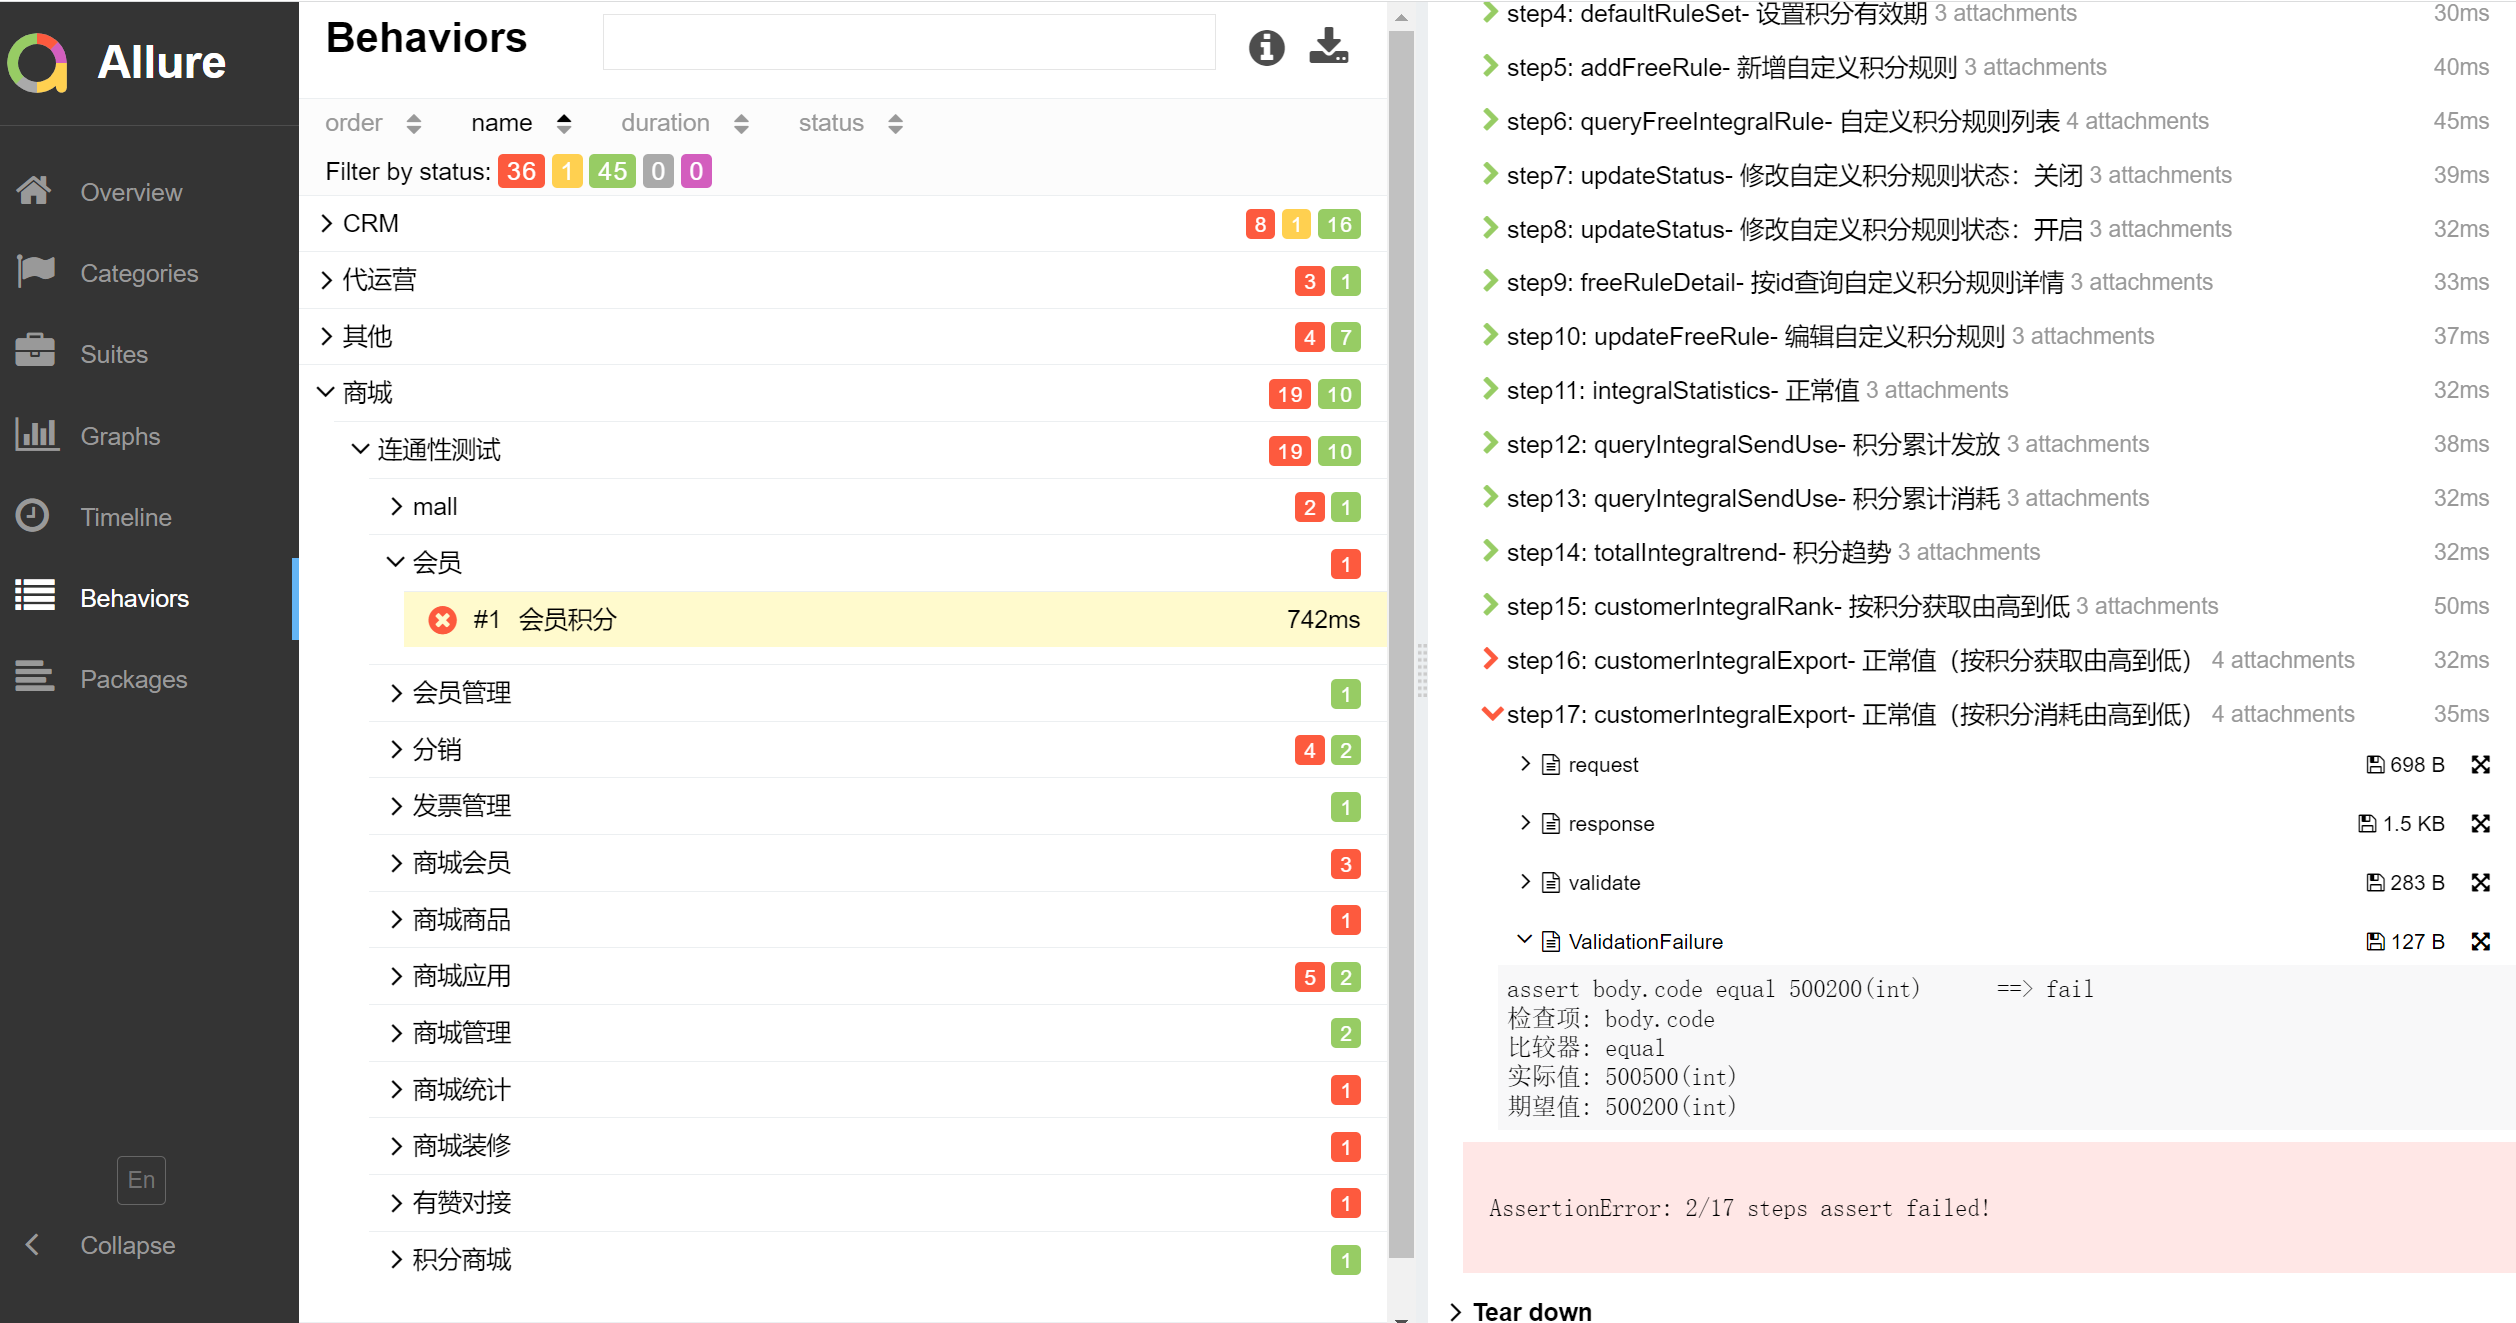 Allure
Overview
Categories
Suites
Graphs
Timeline
Behaviors
Packages
En
Collapse
Behaviors
order name duration status
Filter by status: 36 1 45 0 0
CRM 8 1 16
代运营 3 1
其他 4 7
商城 19 10
连通性测试 19 10
mall 2 1
会员 1
#1 会员积分 742ms
会员管理 1
分销 4 2
发票管理 1
商城会员 3
商城商品 1
商城应用 5 2
商城管理 2
商城统计 1
商城装修 1
有赞对接 1
积分商城 1
step4: defaultRuleSet- 设置积分有效期 3 attachments 30ms
step5: addFreeRule- 新增自定义积分规则 3 attachments 40ms
step6: queryFreeIntegralRule- 自定义积分规则列表 4 attachments 45ms
step7: updateStatus- 修改自定义积分规则状态：关闭 3 attachments 39ms
step8: updateStatus- 修改自定义积分规则状态：开启 3 attachments 32ms
step9: freeRuleDetail- 按id查询自定义积分规则详情 3 attachments 33ms
step10: updateFreeRule- 编辑自定义积分规则 3 attachments 37ms
step11: integralStatistics- 正常值 3 attachments 32ms
step12: queryIntegralSendUse- 积分累计发放 3 attachments 38ms
step13: queryIntegralSendUse- 积分累计消耗 3 attachments 32ms
step14: totalIntegraltrend- 积分趋势 3 attachments 32ms
step15: customerIntegralRank- 按积分获取由高到低 3 attachments 50ms
step16: customerIntegralExport- 正常值（按积分获取由高到低） 4 attachments 32ms
step17: customerIntegralExport- 正常值（按积分消耗由高到低） 4 attachments 35ms
request 698 B
response 1.5 KB
validate 283 B
ValidationFailure 127 B
assert body.code equal 500200(int) ==> fail
检查项: body.code
比较器: equal
实际值: 500500(int)
期望值: 500200(int)
AssertionError: 2/17 steps assert failed!
Tear down